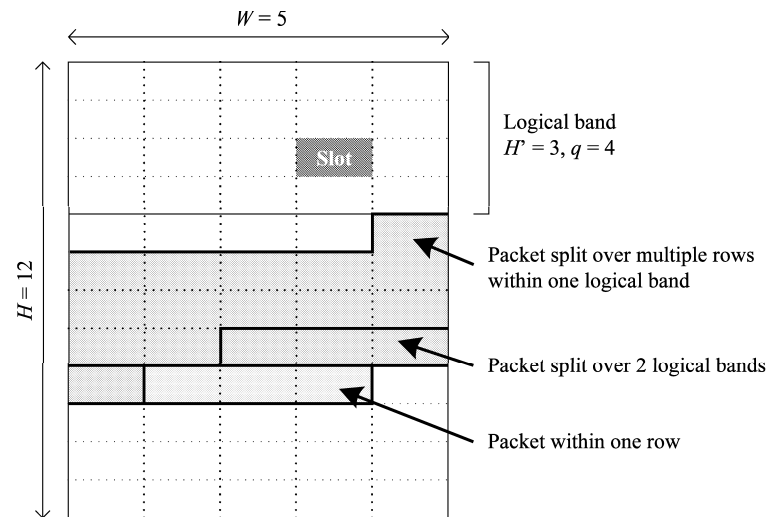 W = 5
Logical band
H' = 3, q = 4
Slot
H = 12
Packet split over multiple rows
within one logical band
Packet split over 2 logical bands
Packet within one row